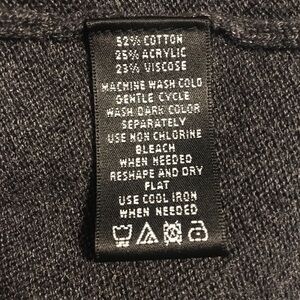 52% COTTON
25% ACRYLIC
23% VISCOSE
MACHINE WASH COLD
GENTLE CYCLE
WASH DARK COLOR
SEPARATELY
USE NON CHLORINE
BLEACH
WHEN NEEDED
RESHAPE AND DRY
FLAT
USE COOL IRON
WHEN NEEDED